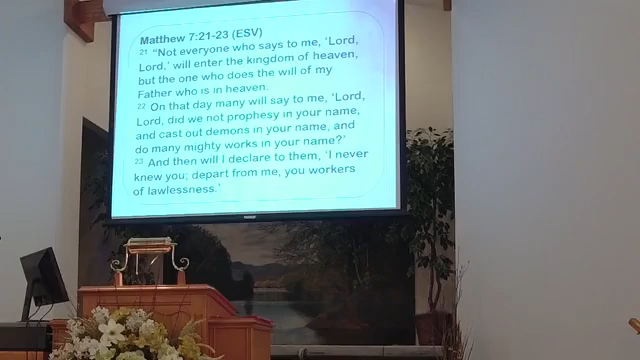 Matthew 7:21-23 (ESV)
21 "Not everyone who says to me, ‘Lord,
Lord,’ will enter the kingdom of heaven,
but the one who does the will of my
Father who is in heaven.
22 On that day many will say to me, ‘Lord,
Lord, did we not prophesy in your name,
and cast out demons in your name, and
do many mighty works in your name?’
23 And then will I declare to them, ‘I never
knew you; depart from me, you workers
of lawlessness.’